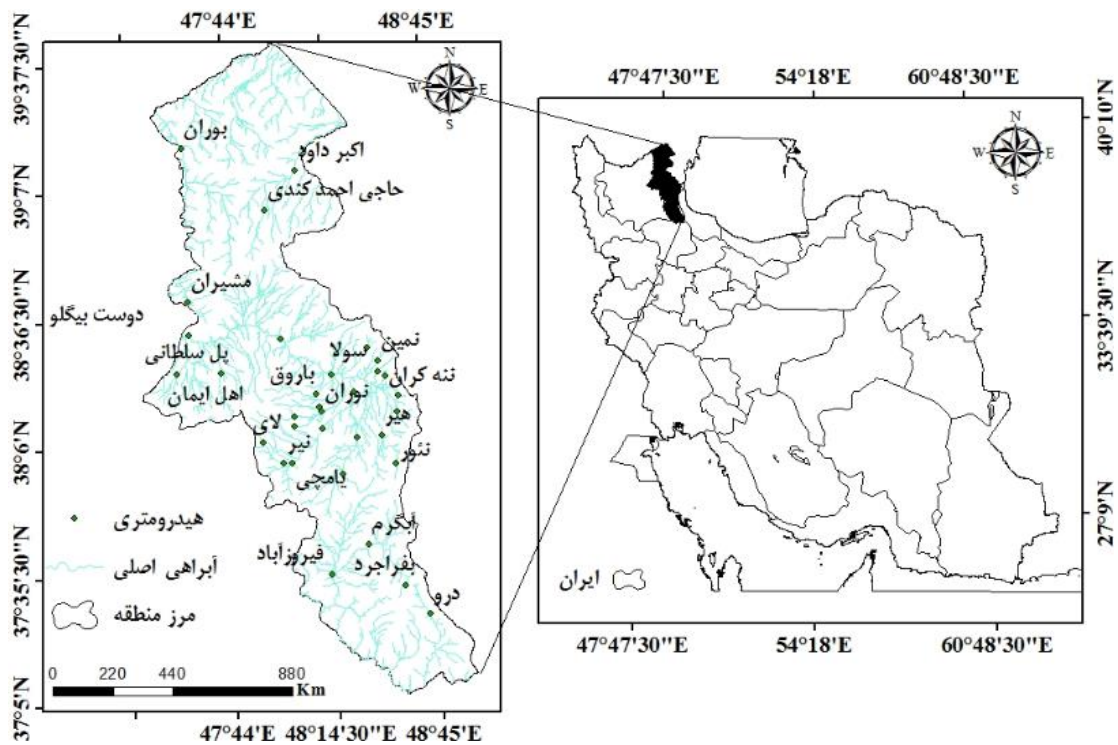 47°44'E
48°45'E
39°37'30''N
39°7'N
38°36'30''N
38°6'N
37°35'30''N
37°5'N
N
W
E
S
بوران
اکبر داود
حاجی احمد کندی
مشیران
دوست بیگلو
پل سلطانی
اهل ایمان
سولا
نمین
باروق
ننه کران
نوران
لای
هیر
نیر
نئور
یامچی
آبگرم
فیروزآباد
بفراجرد
درو
هیدرومتری
آبراهی اصلی
مرز منطقه
0 220 440 880
Km
47°44'E
48°14'30''E
48°45'E
47°47'30''E
54°18'E
60°48'30''E
40°10'N
33°39'30''N
27°9'N
N
W
E
S
ایران
47°47'30''E
54°18'E
60°48'30''E